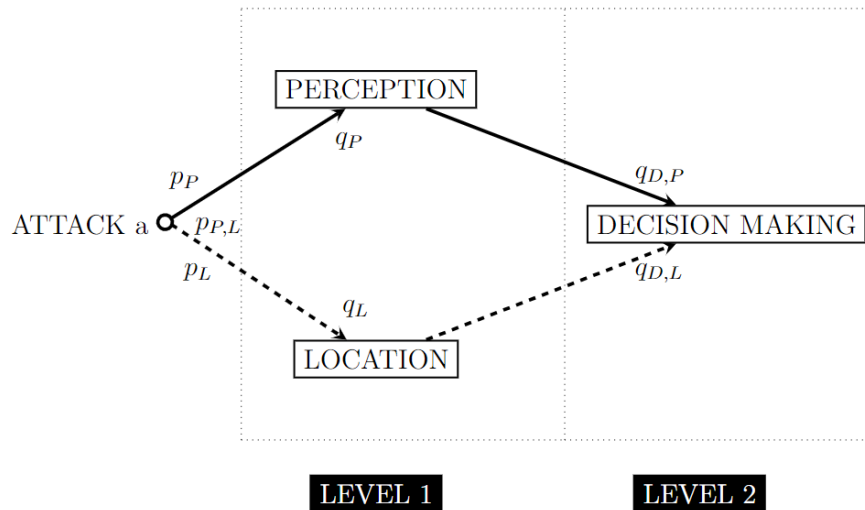 PERCEPTION
q_P
p_P
q_{D,P}
ATTACK a
p_{P,L}
DECISION MAKING
p_L
q_{D,L}
q_L
LOCATION
LEVEL 1
LEVEL 2